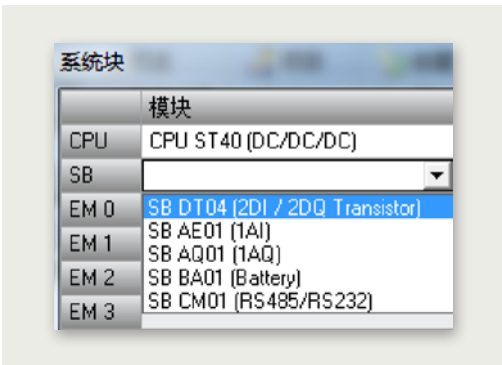 系统块
模块
CPU CPU ST40 (DC/DC/DC)
SB
EM 0 SB DT04 (2DI / 2DQ Transistor)
SB AE01 (1AI)
EM 1 SB AQ01 (1AQ)
EM 2 SB BA01 (Battery)
EM 3 SB CM01 (RS485/RS232)